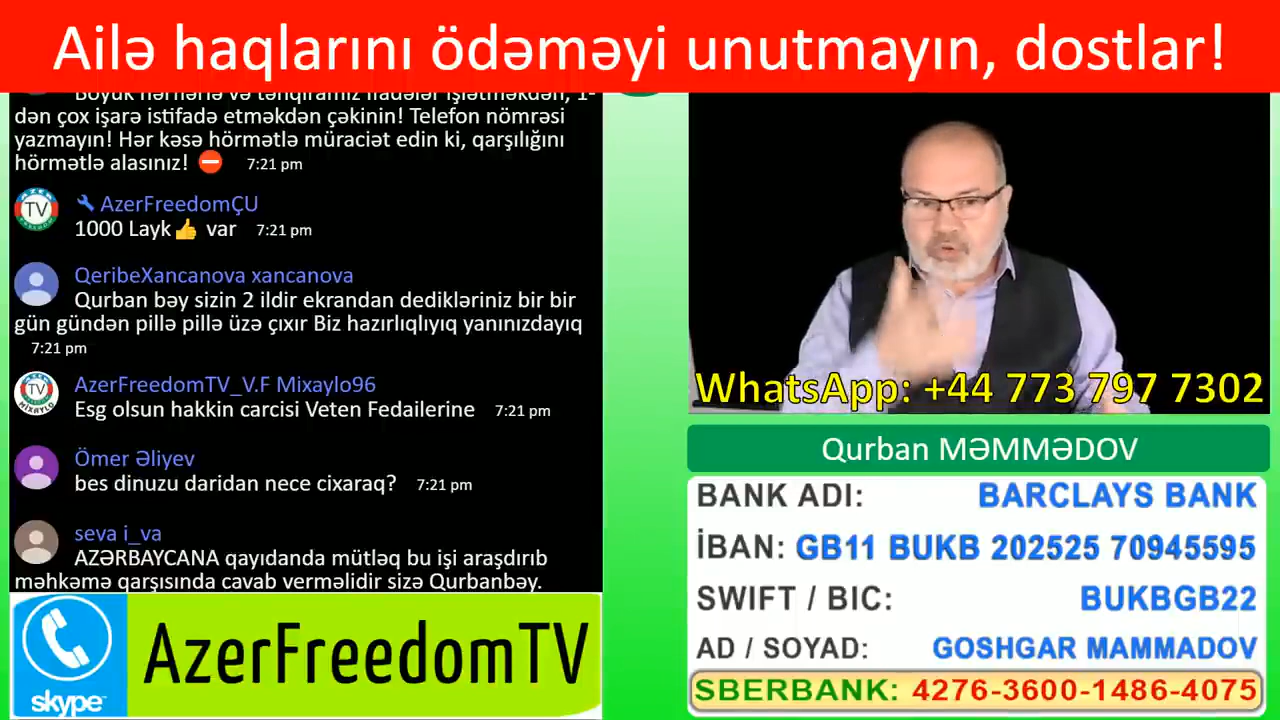 Ailə haqlarını ödəməyi unutmayın, dostlar!
dən çox işarə istifadə etməkdən çəkinin! Telefon nömrəsi
yazmayın! Hər kəsə hörmətlə müraciət edin ki, qarşılığını
hörmətlə alasınız! ⛔ 7:21 pm
AzerFreedomÇU
1000 Layk👍 var 7:21 pm
QeribeXancanova xancanova
Qurban bəy sizin 2 ildir ekrandan dedikləriniz bir bir
gün gündən pillə pillə üzə çıxır Biz hazırlıqlıyıq yanınızdayıq
7:21 pm
AzerFreedomTV_V.F Mixaylo96
Esg olsun hakkin carcisi Veten Fedailerine 7:21 pm
Ömer Əliyev
bes dinuzu daridan nece cixaraq? 7:21 pm
seva i_va
AZƏRBAYCANA qayıdanda mütləq bu işi araşdırıb
məhkəmə qarşısında cavab verməlidir sizə Qurbanbəy.
skype
AzerFreedomTV
WhatsApp: +44 773 797 7302
Qurban MƏMMƏDOV
BANK ADI: BARCLAYS BANK
İBAN: GB11 BUKB 202525 70945595
SWIFT / BIC: BUKBGB22
AD / SOYAD: GOSHGAR MAMMADOV
SBERBANK: 4276-3600-1486-4075